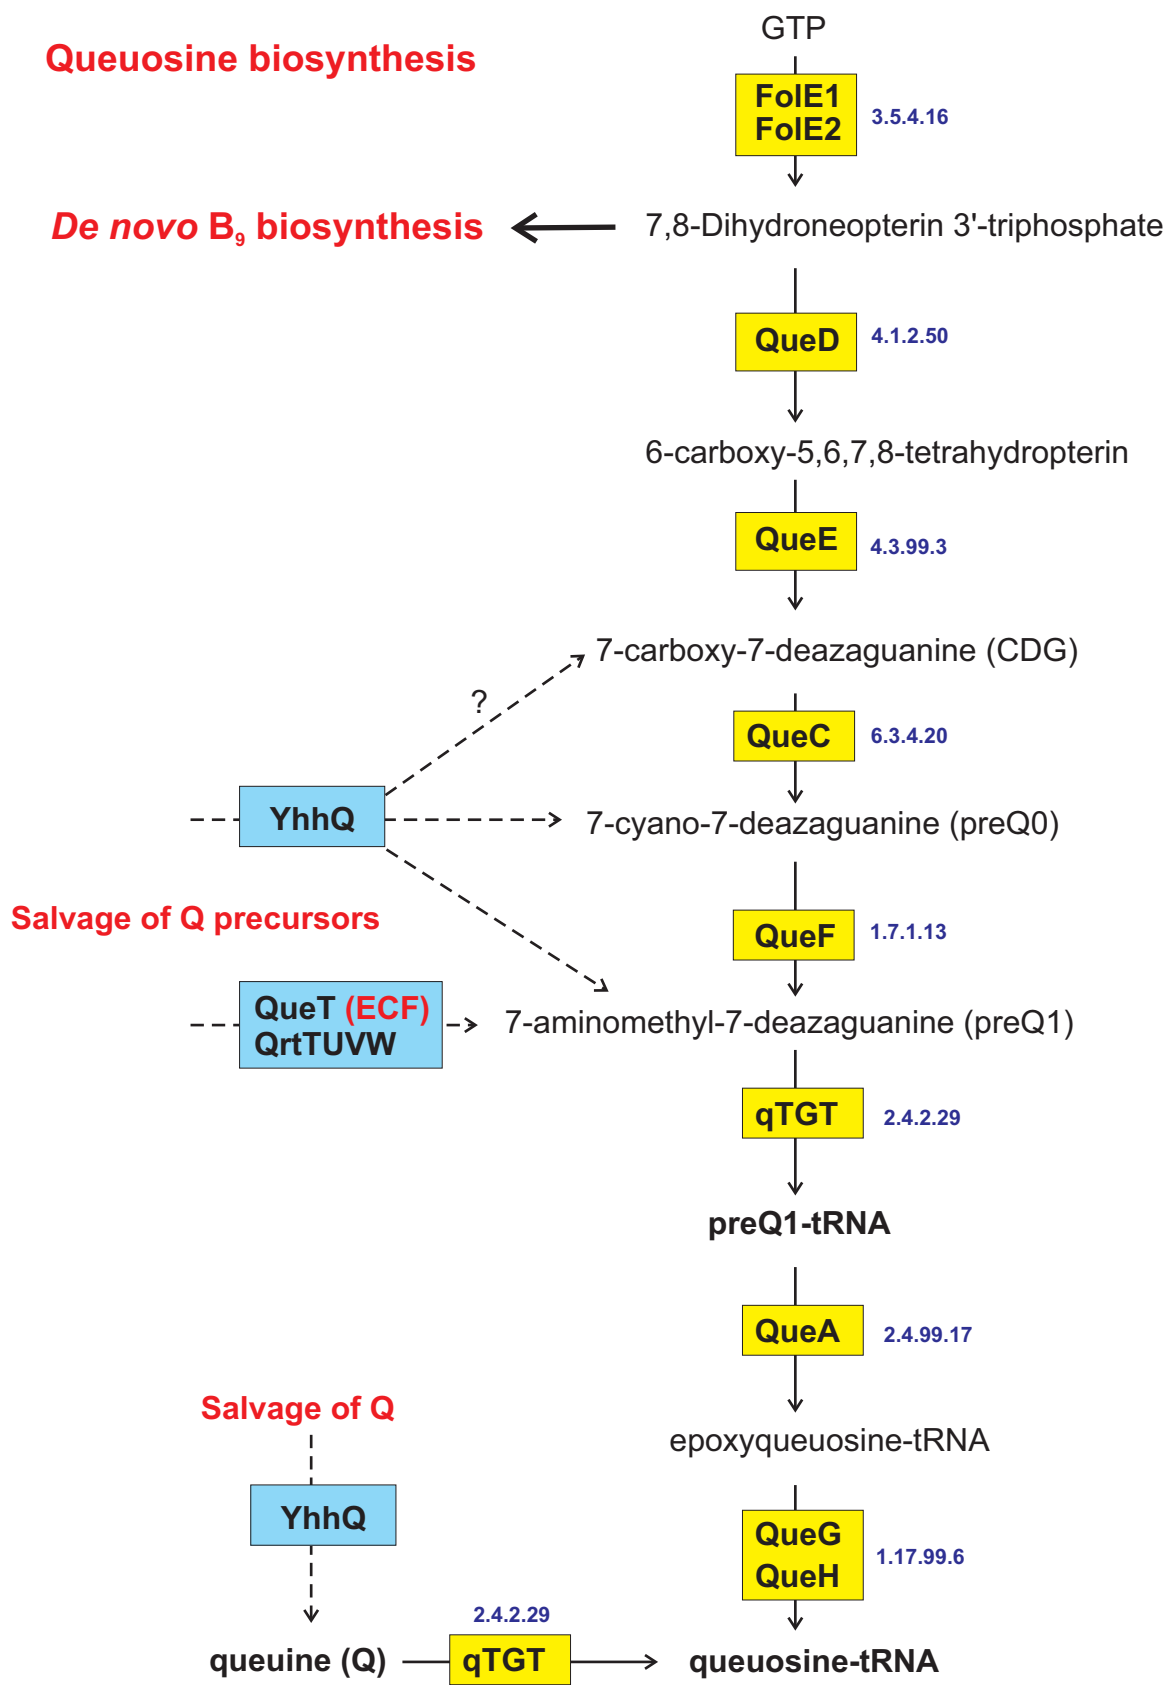 GTP
Queuosine biosynthesis
FolE1
FolE2
3.5.4.16
De novo B₉ biosynthesis
7,8-Dihydroneopterin 3'-triphosphate
QueD
4.1.2.50
6-carboxy-5,6,7,8-tetrahydropterin
QueE
4.3.99.3
7-carboxy-7-deazaguanine (CDG)
?
QueC
6.3.4.20
YhhQ
7-cyano-7-deazaguanine (preQ0)
Salvage of Q precursors
QueF
1.7.1.13
QueT (ECF)
QrtTUVW
7-aminomethyl-7-deazaguanine (preQ1)
qTGT
2.4.2.29
preQ1-tRNA
QueA
2.4.99.17
Salvage of Q
epoxyqueuosine-tRNA
YhhQ
QueG
QueH
1.17.99.6
2.4.2.29
queuine (Q)
qTGT
queuosine-tRNA